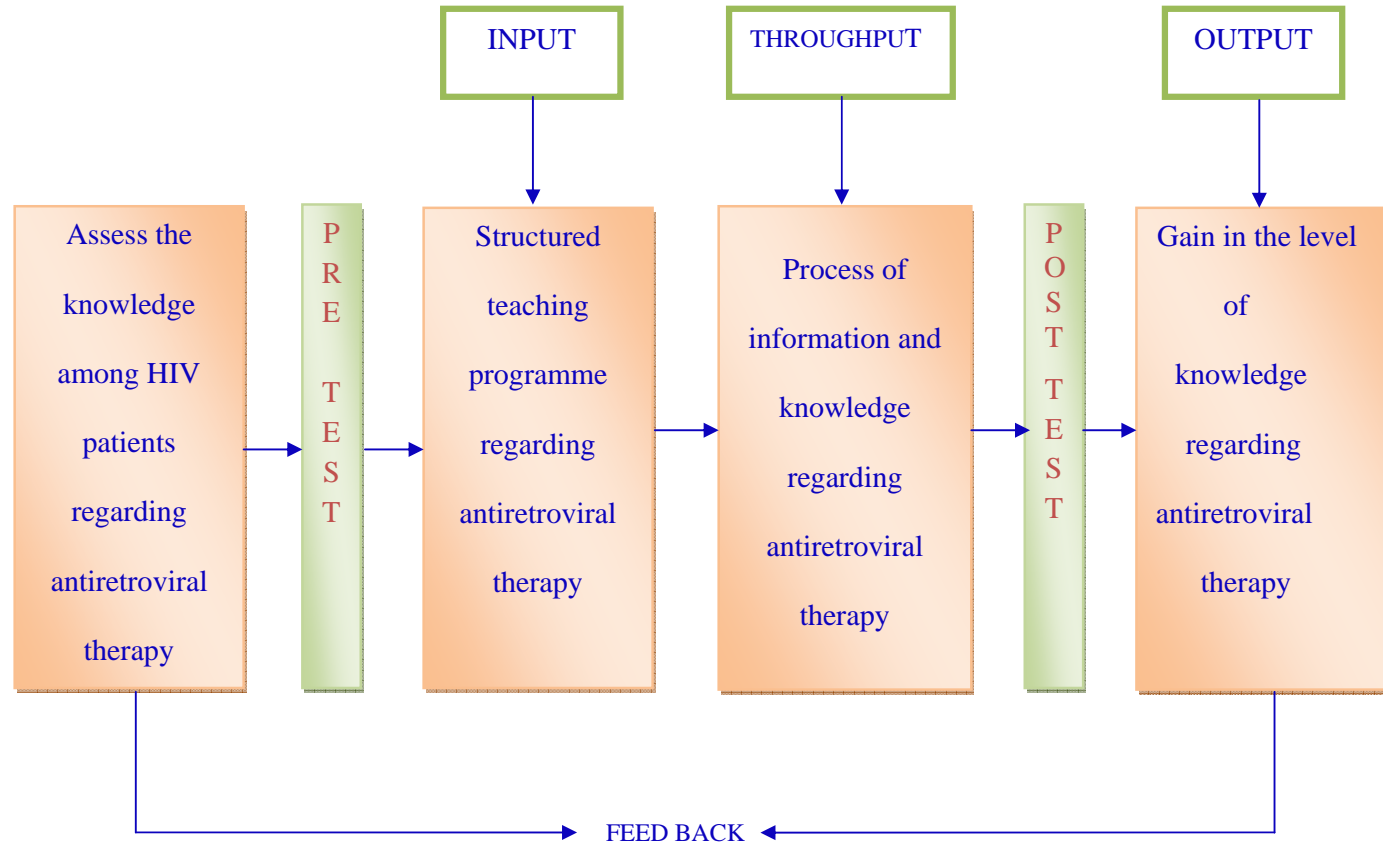 INPUT
THROUGHPUT
OUTPUT
Assess the
knowledge
among HIV
patients
regarding
antiretroviral
therapy
P
R
E
T
E
S
T
Structured
teaching
programme
regarding
antiretroviral
therapy
Process of
information and
knowledge
regarding
antiretroviral
therapy
P
O
S
T
T
E
S
T
Gain in the level
of
knowledge
regarding
antiretroviral
therapy
FEED BACK